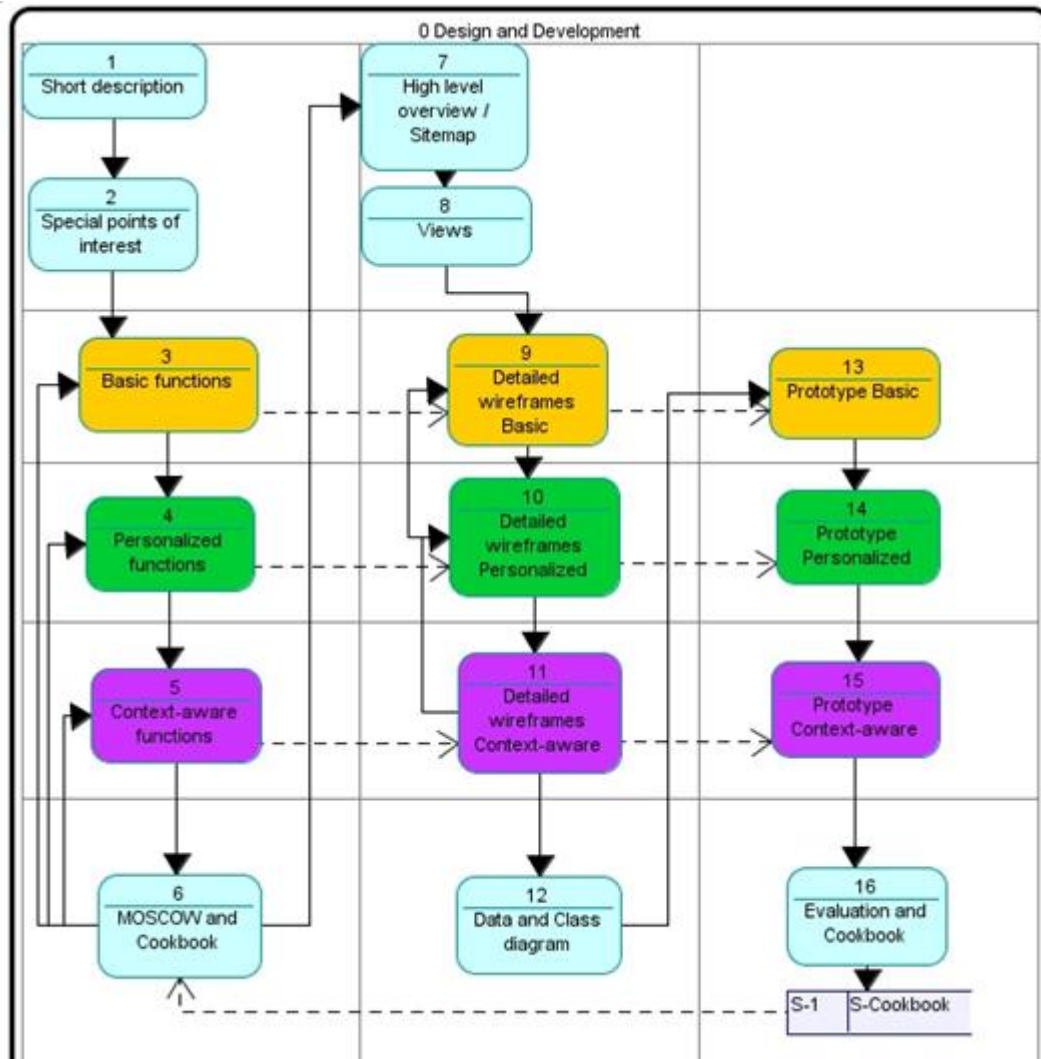 0 Design and Development
1
Short description
2
Special points of
interest
3
Basic functions
4
Personalized
functions
5
Context-aware
functions
6
MOSCOW and
Cookbook
7
High level
overview /
Sitemap
8
Views
9
Detailed
wireframes
Basic
10
Detailed
wireframes
Personalized
11
Detailed
wireframes
Context-aware
12
Data and Class
diagram
13
Prototype Basic
14
Prototype
Personalized
15
Prototype
Context-aware
16
Evaluation and
Cookbook
S-1 S-Cookbook